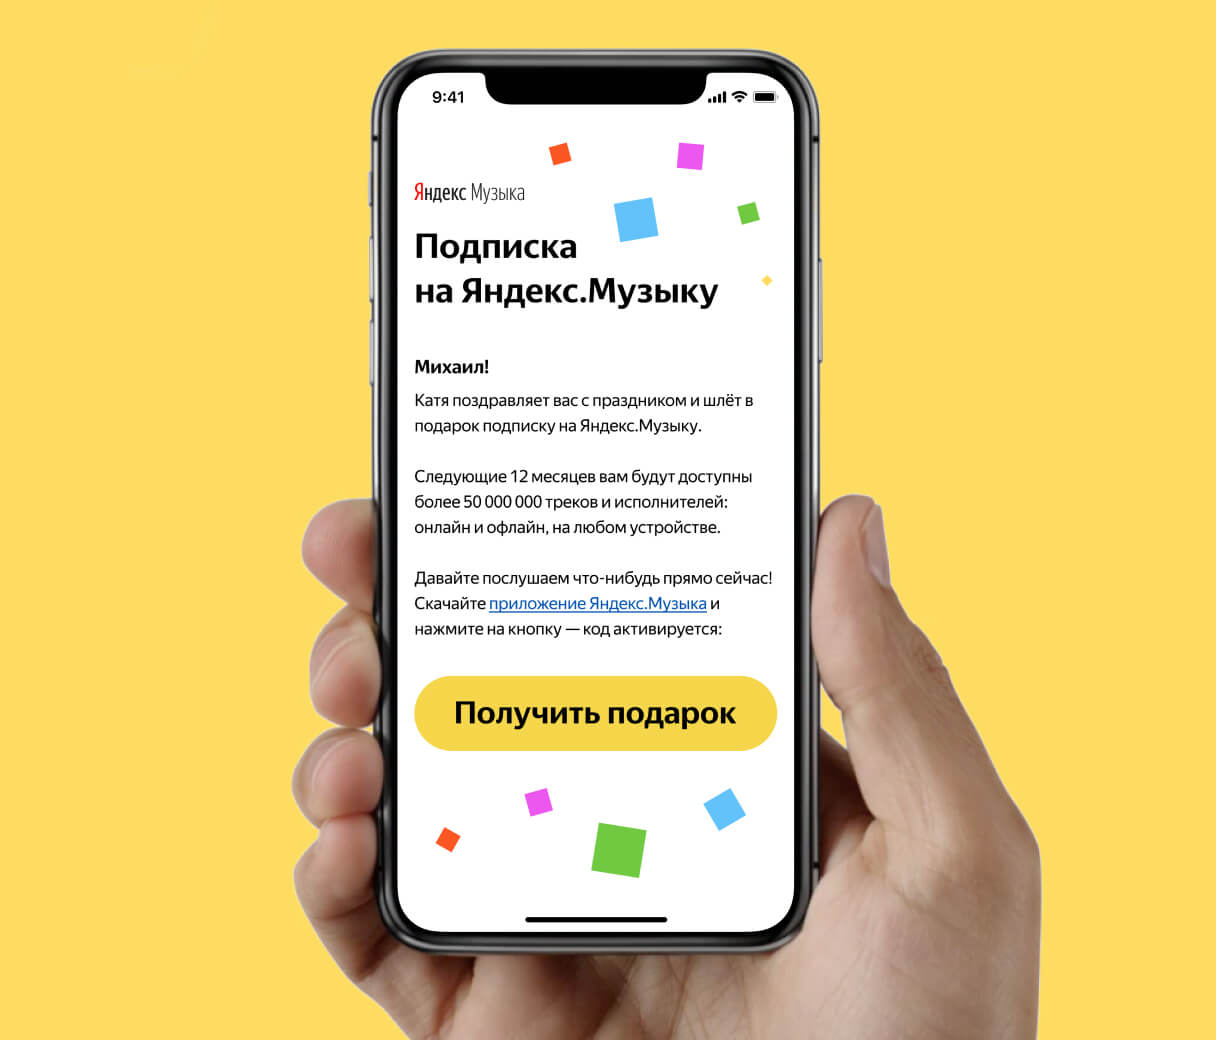 9:41
Яндекс Музыка
Подписка
на Яндекс.Музыку
Михаил!
Катя поздравляет вас с праздником и шлёт в
подарок подписку на Яндекс.Музыку.
Следующие 12 месяцев вам будут доступны
более 50 000 000 треков и исполнителей:
онлайн и офлайн, на любом устройстве.
Давайте послушаем что-нибудь прямо сейчас!
Скачайте приложение Яндекс.Музыка и
нажмите на кнопку — код активируется:
Получить подарок